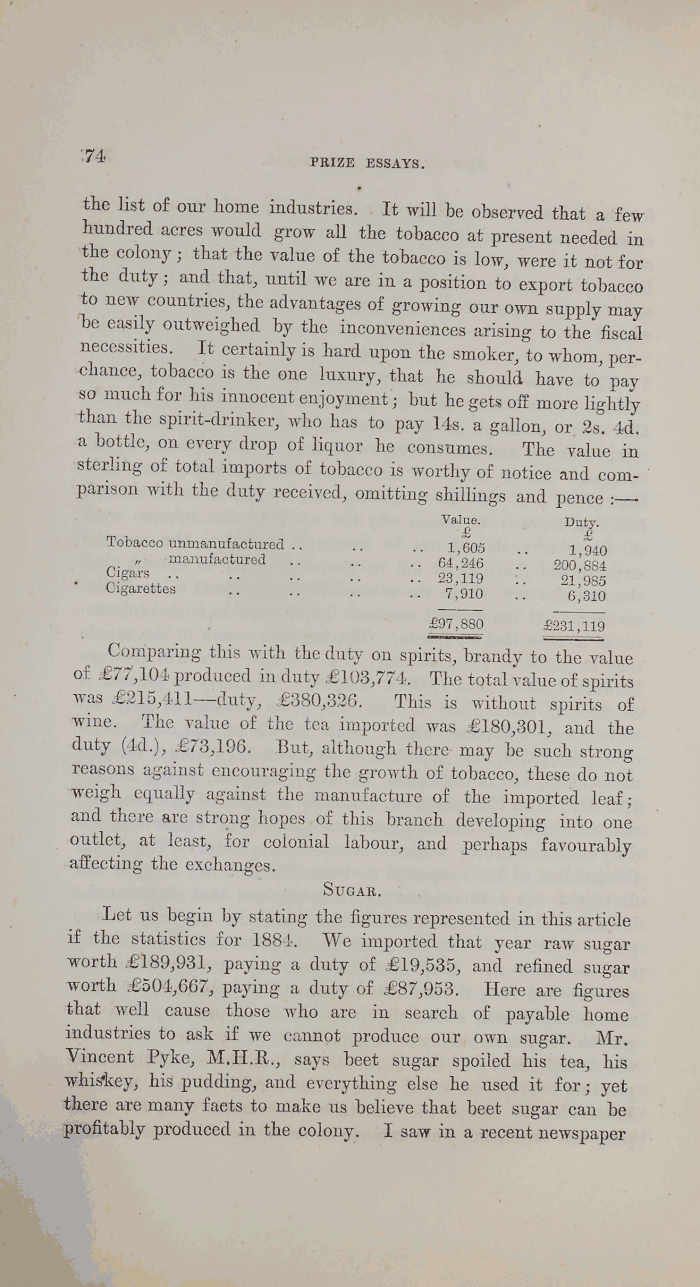 74
PRIZE ESSAYS.
the list of our home industries. It will be observed that a few
hundred acres would grow all the tobacco at present needed in
the colony; that the value of the tobacco is low, were it not for
the duty; and that, until we are in a position to export tobacco
to new countries, the advantages of growing our own supply may
be easily outweighed by the inconveniences arising to the fiscal
necessities. It certainly is hard upon the smoker, to whom, per-
chance, tobacco is the one luxury, that he should have to pay
so much for his innocent enjoyment; but he gets off more lightly
than the spirit-drinker, who has to pay 14s. a gallon, or 2s. 4d.
a bottle, on every drop of liquor he consumes. The value in
sterling of total imports of tobacco is worthy of notice and com-
parison with the duty received, omitting shillings and pence :—
Value. Duty.
£ £
Tobacco unmanufactured .. .. .. 1,605 .. 1,940
„ manufactured .. .. .. 64,246 .. 200,884
Cigars .. .. .. .. .. 23,119 .. 21,985
Cigarettes .. .. .. .. 7,910 .. 6,310
£97,880 £231,119
Comparing this with the duty on spirits, brandy to the value
of £77,104 produced in duty £103,774. The total value of spirits
was £215,411—duty, £380,326. This is without spirits of
wine. The value of the tea imported was £180,301, and the
duty (4d.), £73,196. But, although there may be such strong
reasons against encouraging the growth of tobacco, these do not
weigh equally against the manufacture of the imported leaf;
and there are strong hopes of this branch developing into one
outlet, at least, for colonial labour, and perhaps favourably
affecting the exchanges.
SUGAR.
Let us begin by stating the figures represented in this article
if the statistics for 1884. We imported that year raw sugar
worth £189,931, paying a duty of £19,535, and refined sugar
worth £504,667, paying a duty of £87,953. Here are figures
that well cause those who are in search of payable home
industries to ask if we cannot produce our own sugar. Mr.
Vincent Pyke, M.H.R., says beet sugar spoiled his tea, his
whiskey, his pudding, and everything else he used it for; yet
there are many facts to make us believe that beet sugar can be
profitably produced in the colony. I saw in a recent newspaper